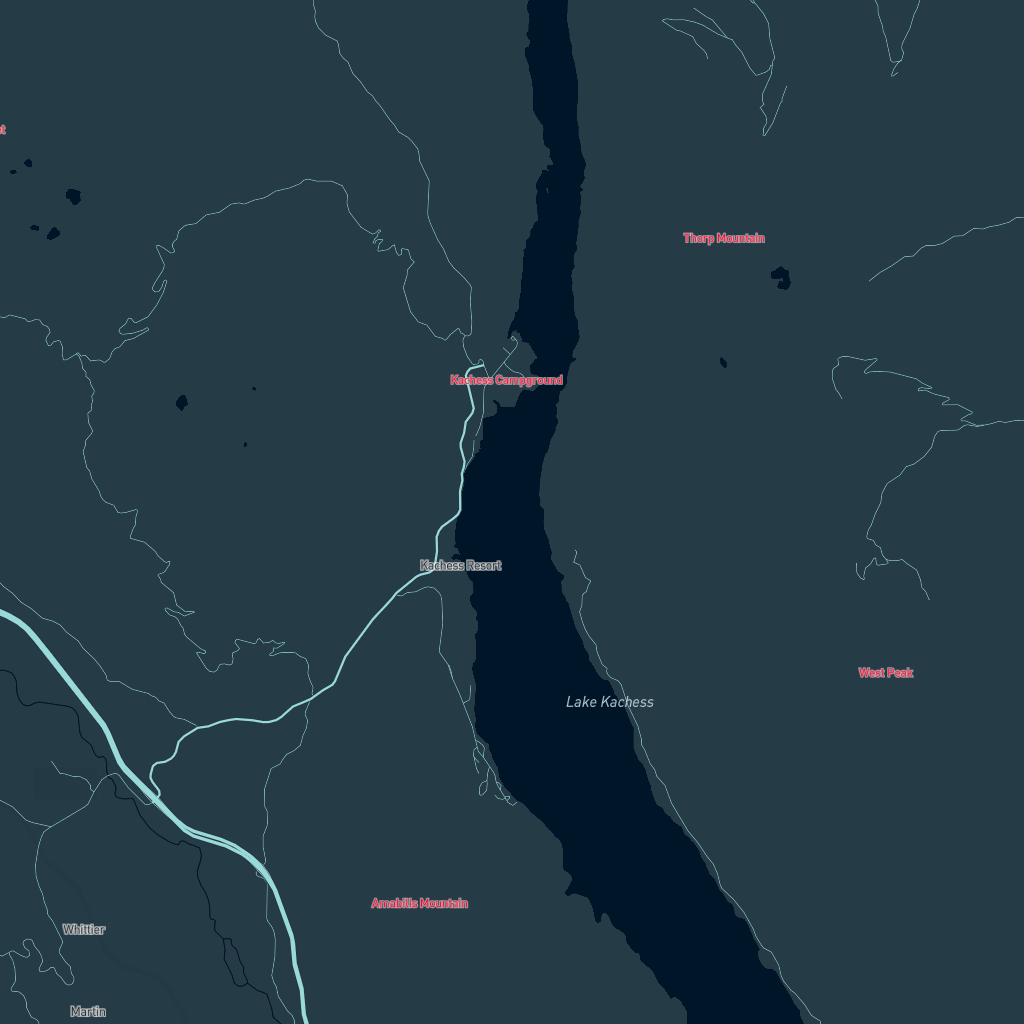 Thorp Mountain
Kachess Campground
Kachess Resort
West Peak
Lake Kachess
Amabilis Mountain
Whittier
Martin